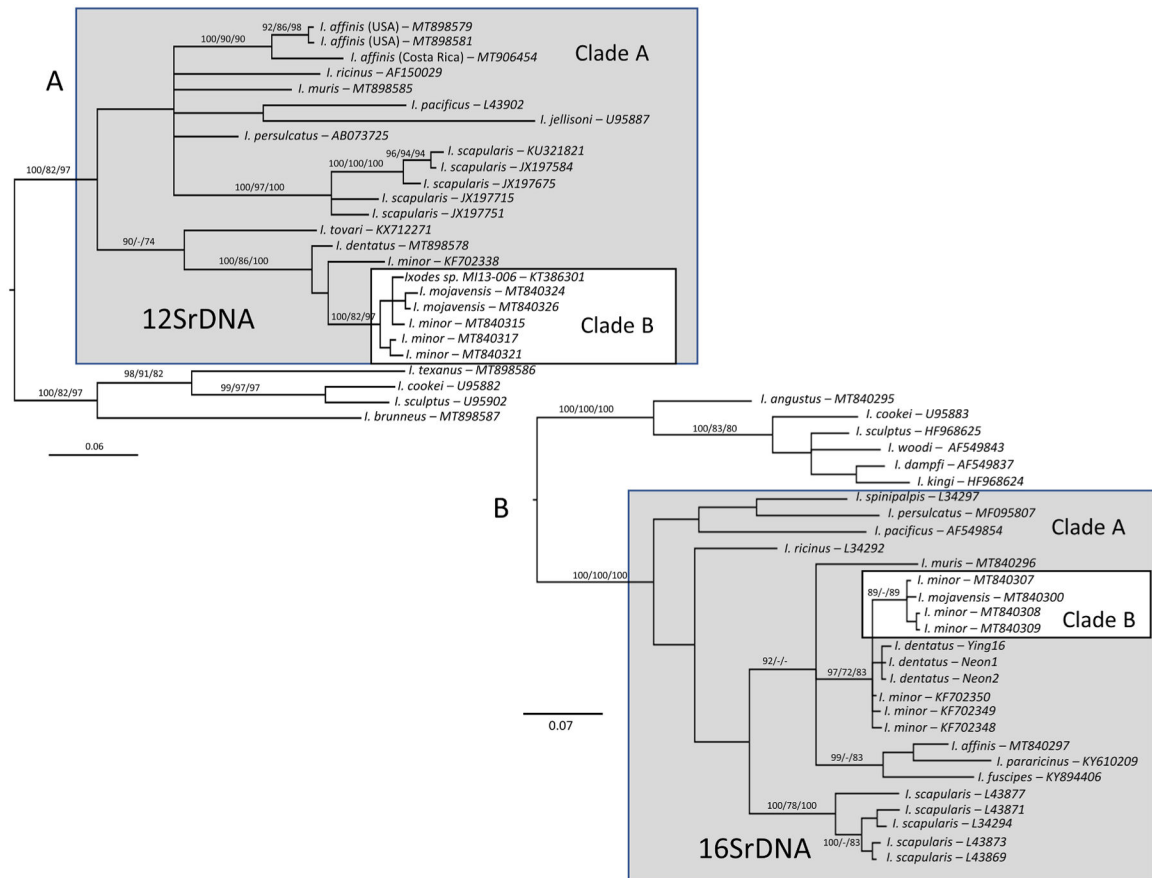 92/86/98
I. affinis (USA) – MT898579
I. affinis (USA) – MT898581
100/90/90
I. affinis (Costa Rica) – MT906454
Clade A
A
I. ricinus – AF150029
I. muris – MT898585
I. pacificus – L43902
I. jellisoni – U95887
I. persulcatus – AB073725
96/94/94
I. scapularis – KU321821
100/100/100
I. scapularis – JX197584
100/82/97
I. scapularis – JX197675
100/97/100
I. scapularis – JX197715
I. scapularis – JX197751
I. tovari – KX712271
90/-/74
I. dentatus – MT898578
100/86/100
I. minor – KF702338
Ixodes sp. MI13-006 – KT386301
I. mojavensis – MT840324
I. mojavensis – MT840326
12SrDNA
100/82/97
I. minor – MT840315
Clade B
I. minor – MT840317
I. minor – MT840321
98/91/82
I. texanus – MT898586
100/82/97
99/97/97
I. cookei – U95882
I. sculptus – U95902
I. brunneus – MT898587
0.06
I. angustus – MT840295
100/100/100
I. cookei – U95883
100/83/80
I. sculptus – HF968625
I. woodi – AF549843
I. dampfi – AF549837
I. kingi – HF968624
B
I. spinipalpis – L34297
I. persulcatus – MF095807
Clade A
I. pacificus – AF549854
I. ricinus – L34292
100/100/100
I. muris – MT840296
I. minor – MT840307
89/-/89
I. mojavensis – MT840300
I. minor – MT840308
Clade B
I. minor – MT840309
I. dentatus – Ying16
92/-/-
I. dentatus – Neon1
97/72/83
I. dentatus – Neon2
I. minor – KF702350
I. minor – KF702349
I. minor – KF702348
0.07
I. affinis – MT840297
99/-/83
I. pararicinus – KY610209
I. fuscipes – KY894406
I. scapularis – L43877
100/78/100
I. scapularis – L43871
I. scapularis – L34294
16SrDNA
100/-/83
I. scapularis – L43873
I. scapularis – L43869